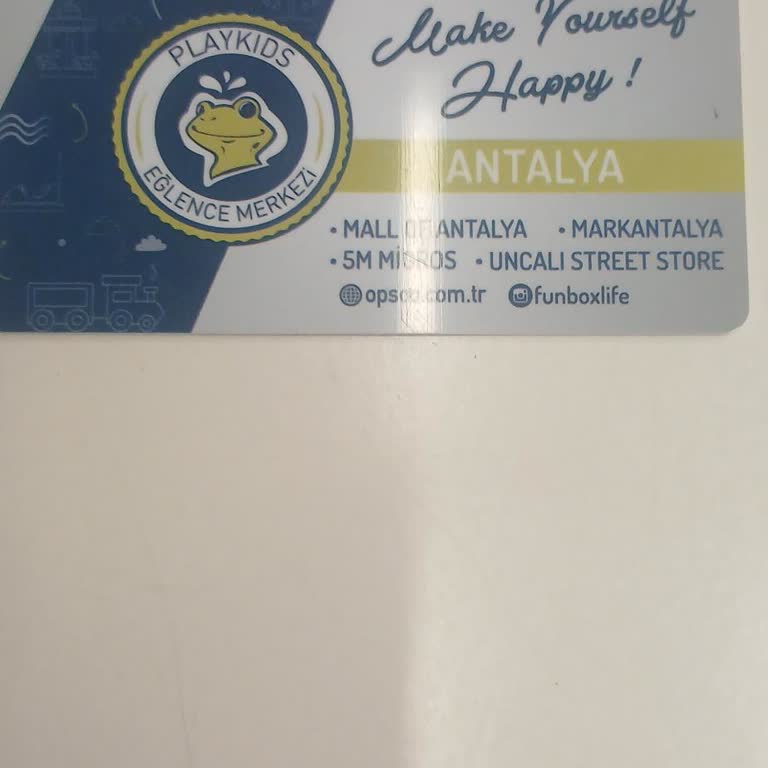 PLAYKIDS
EĞLENCE MERKEZİ
Make Yourself
Happy !
ANTALYA
• MALL OF ANTALYA • MARKANTALYA
• 5M MİGROS • UNCALI STREET STORE
funboxlife